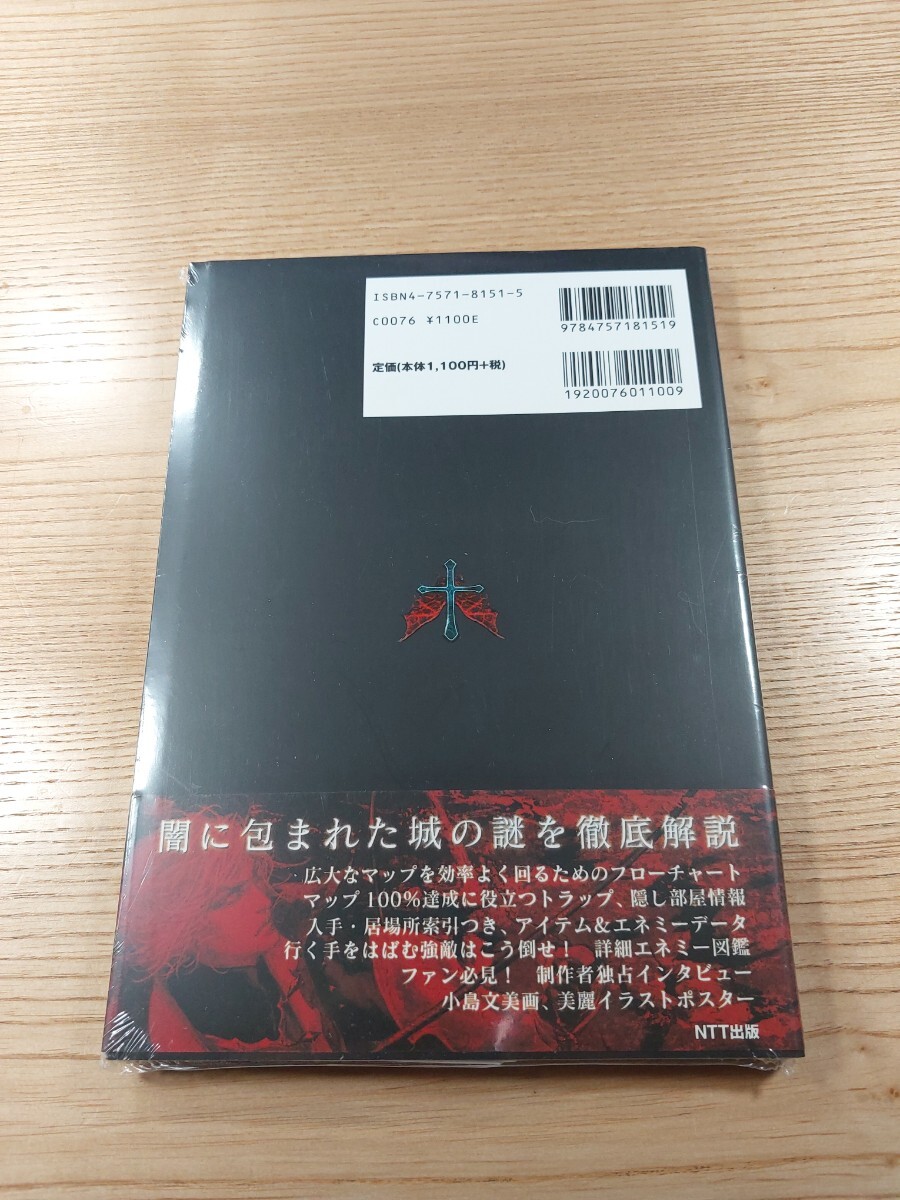 ISBN4-7571-8151-5
C0076 ¥1100E
定価(本体1,100円+税)
9784757181519
1920076011009
闇に包まれた城の謎を徹底解説
広大なマップを効率よく回るためのフローチャート
マップ100%達成に役立つトラップ、隠し部屋情報
入手・居場所索引つき、アイテム&エネミーデータ
行く手をはばむ強敵はこう倒せ! 詳細エネミー図鑑
ファン必見! 制作者独占インタビュー
小島文美画、美麗イラストポスター
NTT出版